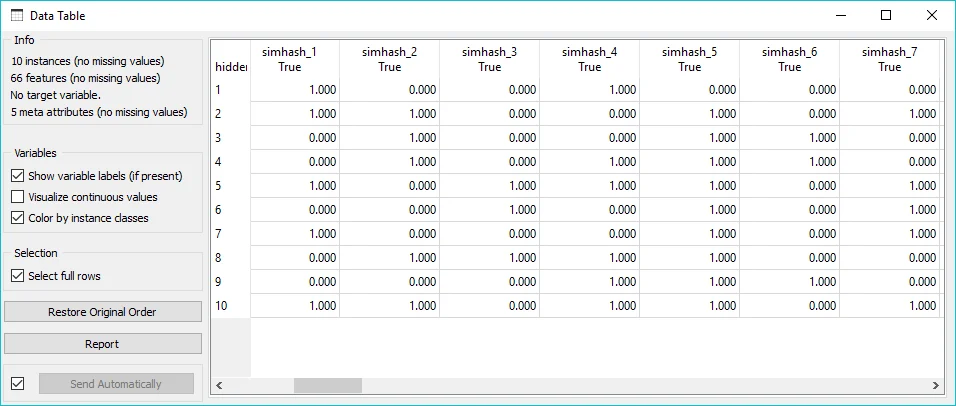 Data Table
Info
10 instances (no missing values)
66 features (no missing values)
No target variable.
5 meta attributes (no missing values)
Variables
Show variable labels (if present)
Visualize continuous values
Color by instance classes
Selection
Select full rows
Restore Original Order
Report
Send Automatically
simhash_1 simhash_2 simhash_3 simhash_4 simhash_5 simhash_6 simhash_7
hidden True True True True True True True
1 1.000 0.000 0.000 1.000 0.000 0.000 0.000
2 1.000 1.000 0.000 0.000 1.000 0.000 1.000
3 0.000 1.000 0.000 0.000 1.000 1.000 0.000
4 0.000 1.000 0.000 1.000 1.000 1.000 0.000
5 1.000 0.000 1.000 1.000 1.000 0.000 1.000
6 0.000 0.000 1.000 0.000 1.000 0.000 1.000
7 1.000 0.000 0.000 0.000 1.000 0.000 1.000
8 0.000 1.000 1.000 1.000 1.000 0.000 0.000
9 0.000 0.000 0.000 1.000 1.000 1.000 0.000
10 1.000 1.000 0.000 1.000 1.000 0.000 1.000